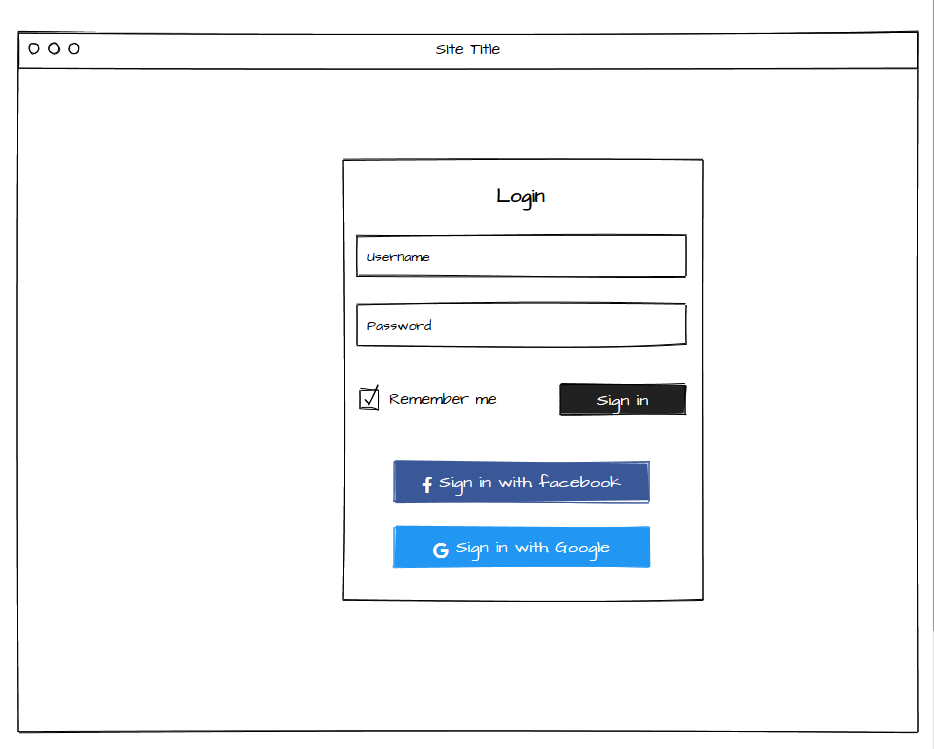 Site Title
Login
Username
Password
Remember me
Sign in
Sign in with facebook
G Sign in with Google